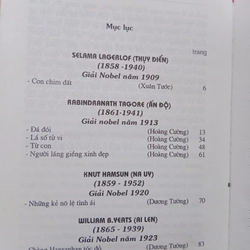 Mục lục
trang
SELAMA LAGERLOF (THỤY ĐIỂN)
(1858 -1940)
Giải Nobel năm 1909
- Con chim đất (Xuân Tước) 6
RABINDRANATH TAGORE (ẤN ĐỘ)
(1861-1941)
Giải nobel năm 1913
- Đá đói (Hoàng Cường) 13
- Lá số tử vi (Hoàng Cường) 34
- Từ con (Hoàng Cường) 48
- Người láng giềng xinh đẹp (Hoàng Cường) 61
KNUT HAMSUN (NA UY)
(1859 - 1952)
Giải Nobel 1920
- Những kẻ nô lệ tình ái (Dương Tường) 70
WILLIAM B.YEATS (AI LEN)
(1865 - 1939)
Giải Nobel năm 1923
(Dương Tường) 83